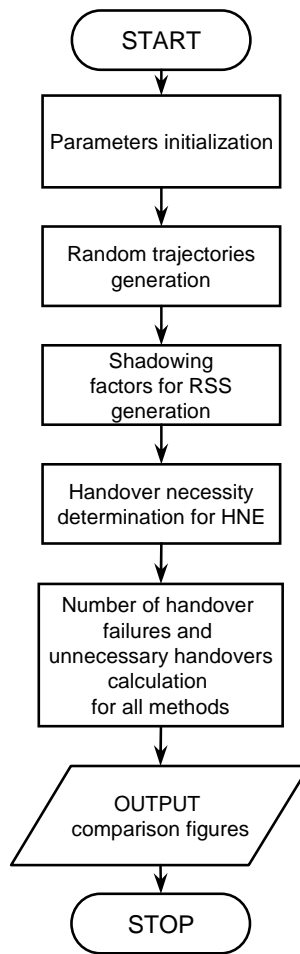 START
Parameters initialization
Random trajectories
generation
Shadowing
factors for RSS
generation
Handover necessity
determination for HNE
Number of handover
failures and
unnecessary handovers
calculation
for all methods
OUTPUT
comparison figures
STOP